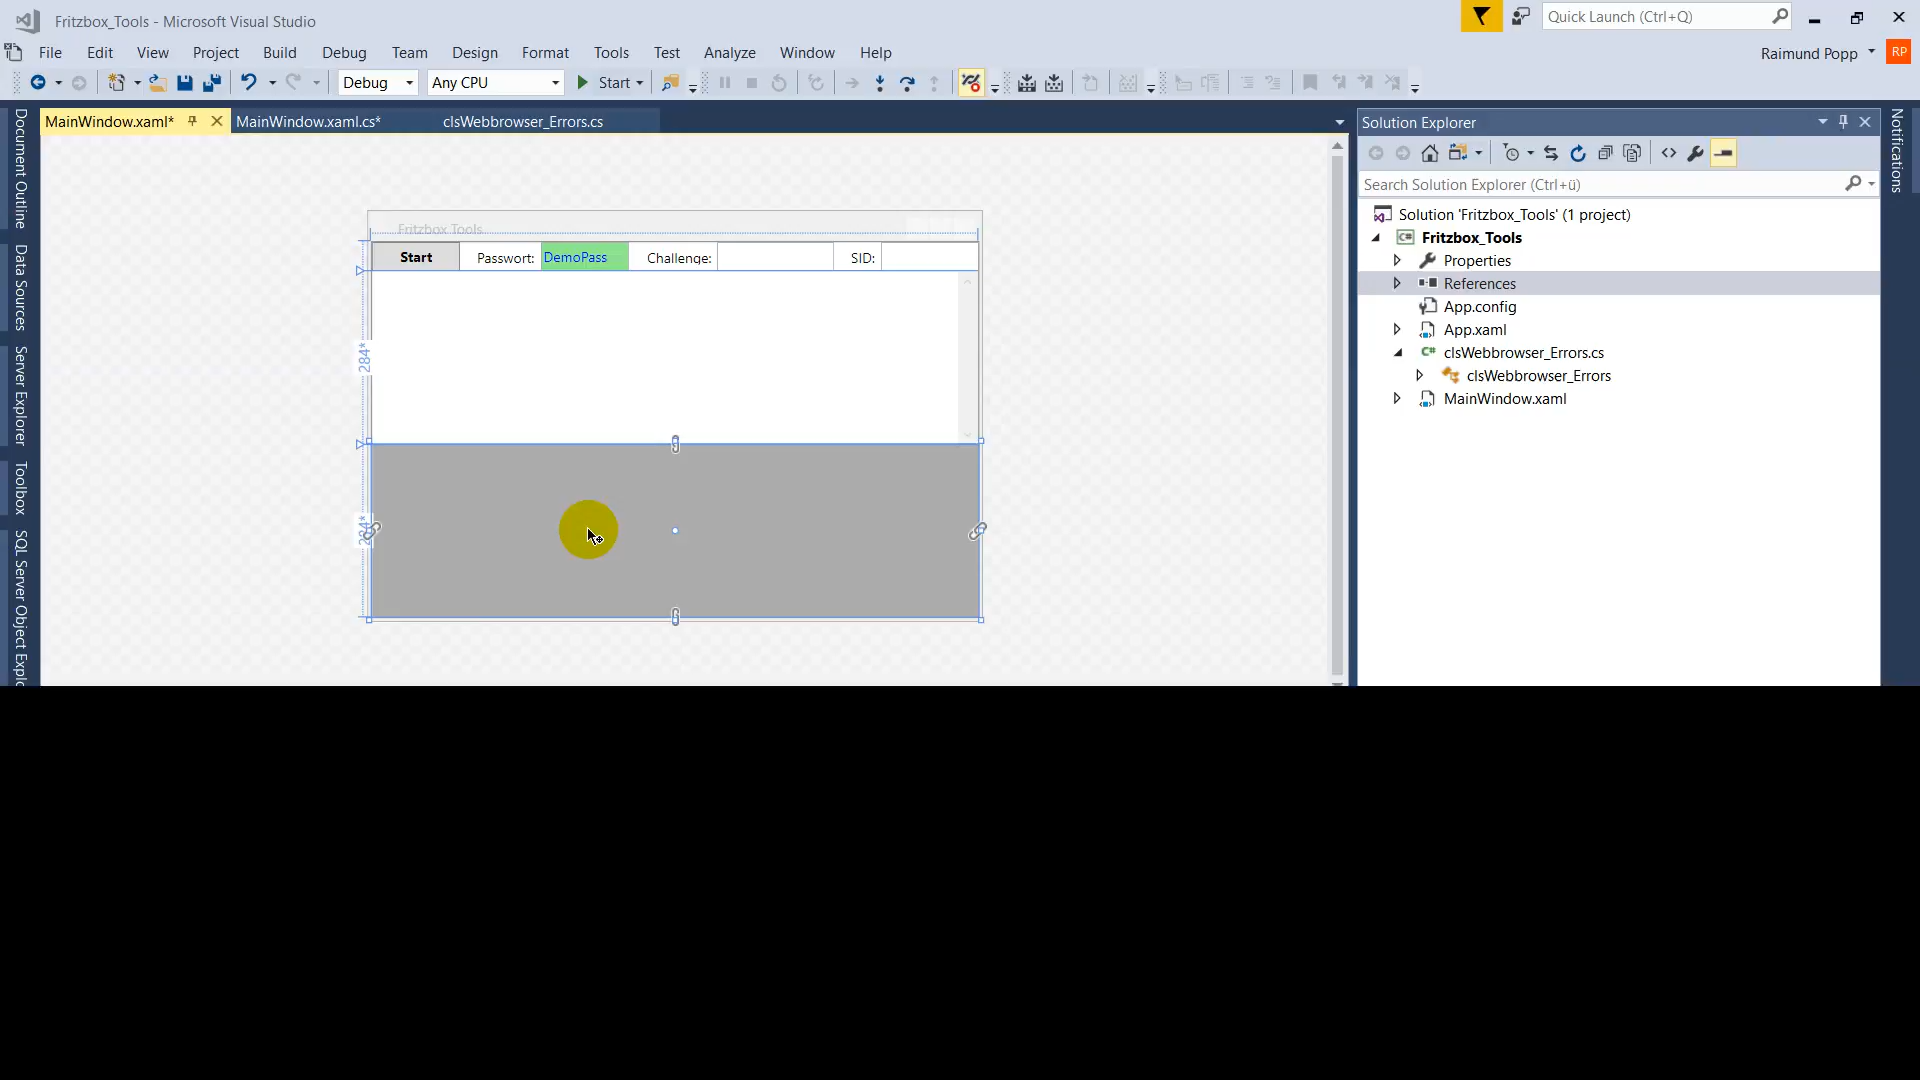 Fritzbox_Tools - Microsoft Visual Studio
Quick Launch (Ctrl+Q)
File Edit View Project Build Debug Team Design Format Tools Test Analyze Window Help
Raimund Popp RP
Debug Any CPU Start
MainWindow.xaml* MainWindow.xaml.cs* clsWebbrowser_Errors.cs
Document Outline
Data Sources
Server Explorer
Toolbox
SQL Server Object Explo
Fritzbox Tools
Start Passwort: DemoPass Challenge: SID:
284*
284*
Solution Explorer
Search Solution Explorer (Ctrl+ü)
Solution 'Fritzbox_Tools' (1 project)
C# Fritzbox_Tools
Properties
References
App.config
App.xaml
C# clsWebbrowser_Errors.cs
clsWebbrowser_Errors
MainWindow.xaml
Notifications